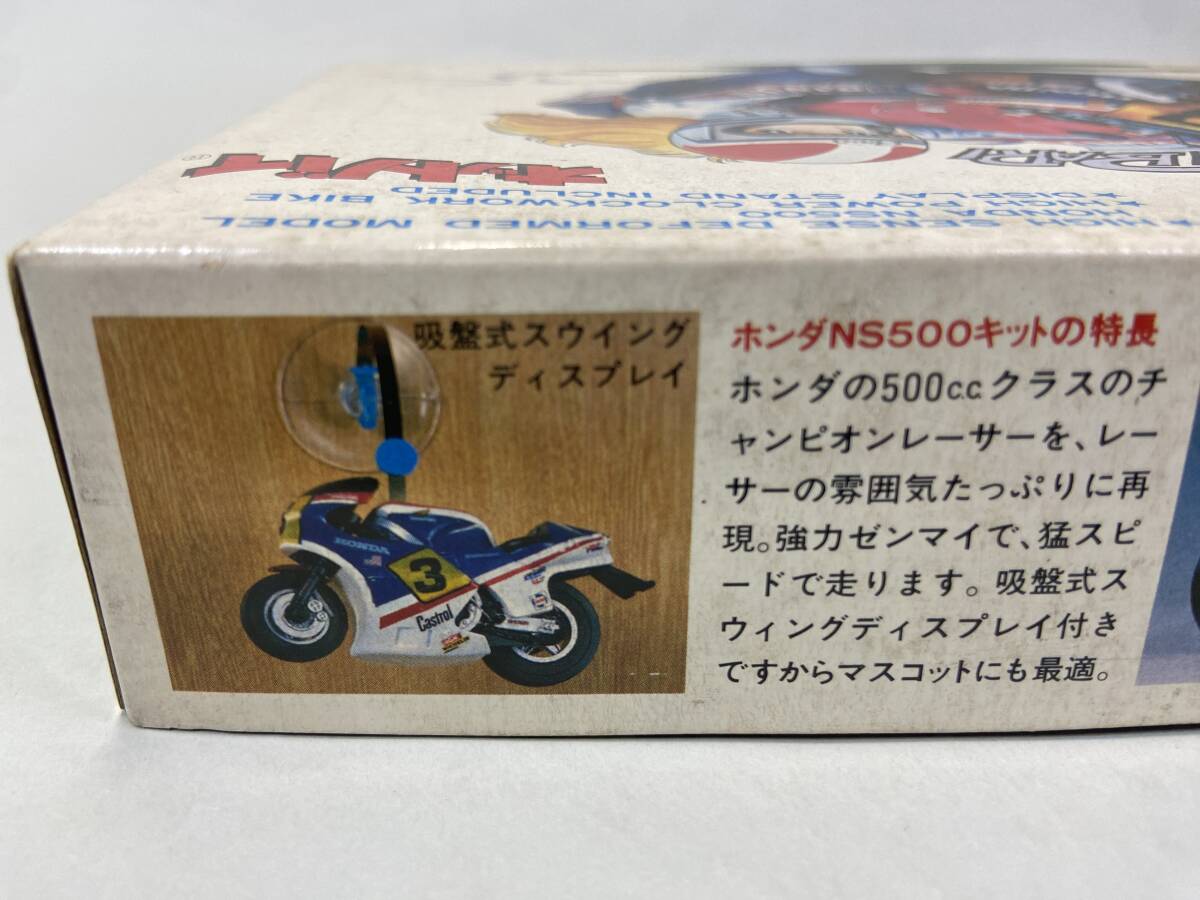 ホンダ®
★HIGH SENSE DEFORMED MODEL
HONDA NS500
★HIGH POWER CLOCKWORK BIKE
★DISPLAY STAND INCLUDED
吸盤式スウイング
ディスプレイ
HONDA
3
Castrol
ホンダNS500キットの特長
ホンダの500c.c.クラスのチ
ャンピオンレーサーを、レー
サーの雰囲気たっぷりに再
現。強力ゼンマイで、猛スピ
ードで走ります。吸盤式ス
ウィングディスプレイ付き
ですからマスコットにも最適。